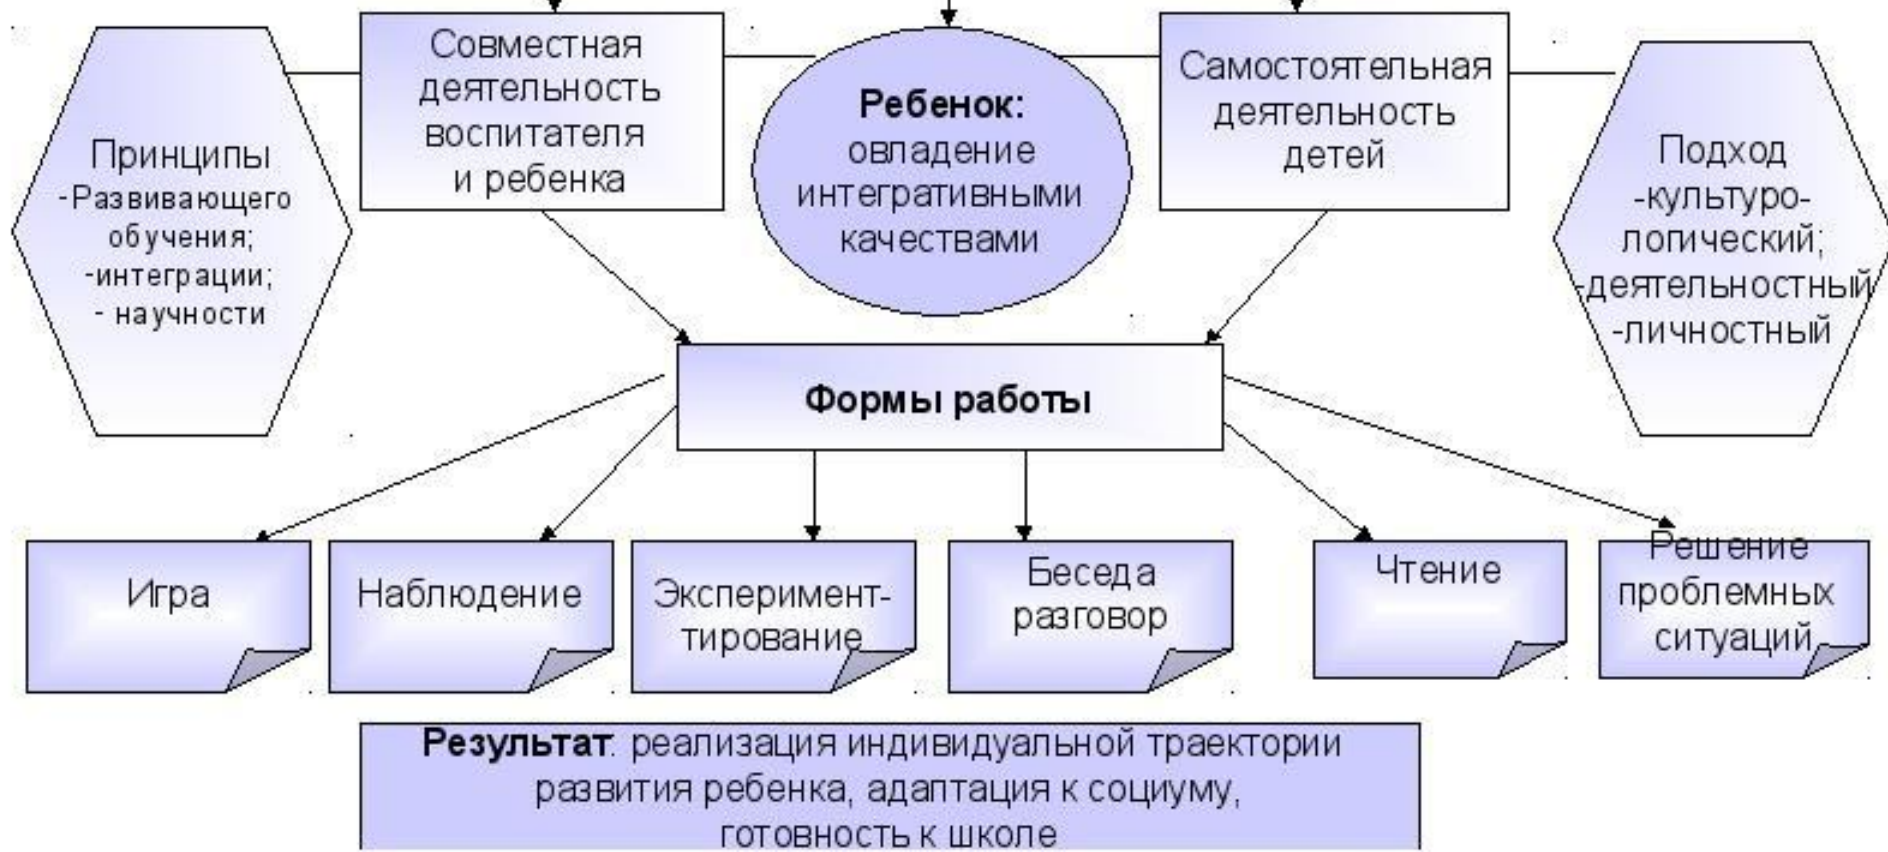 Принципы
-Развивающего
обучения;
-интеграции;
- научности
Совместная
деятельность
воспитателя
и ребенка
Ребенок:
овладение
интегративными
качествами
Самостоятельная
деятельность
детей
Подход
-культуро-
логический;
-деятельностный
-личностный
Формы работы
Игра
Наблюдение
Эксперимент-
тирование
Беседа
разговор
Чтение
Решение
проблемных
ситуаций
Результат: реализация индивидуальной траектории
развития ребенка, адаптация к социуму,
готовность к школе